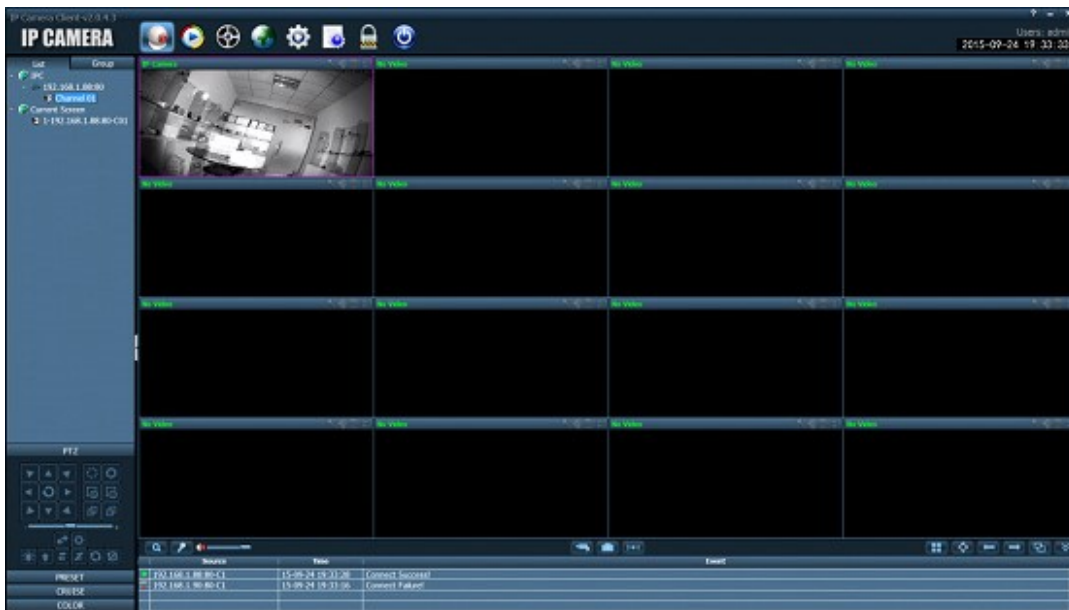 IP Camera Client-v2.0.4.3
IP CAMERA
Users: adm
2015-09-24 19 33:33
List Group
IPC
192.168.1.88:80
Channel 01
Current Screen
1-192.168.1.88:80-C01
IP Camera No Video No Video No Video
No Video No Video No Video No Video
No Video No Video No Video No Video
No Video No Video No Video No Video
PTZ
PRESET
CRUISE
COLOR
Source Time Event
192.168.1.88:80-C1 15-09-24 19:33:28 Connect Success!
192.168.1.90:80-C1 15-09-24 19:33:16 Connect Failure!